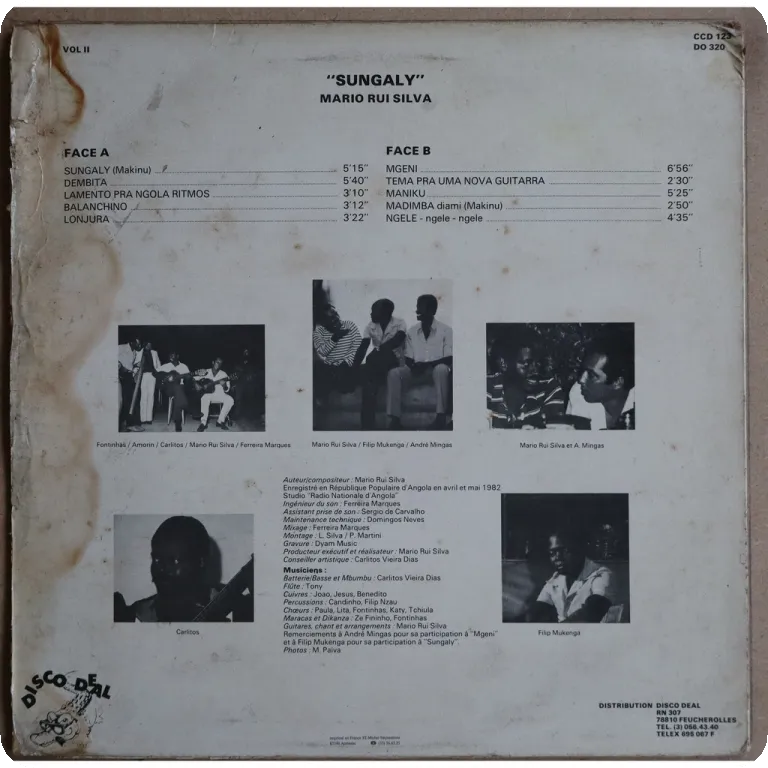 VOL II
CCD 123
DO 320
"SUNGALY"
MARIO RUI SILVA
FACE A
SUNGALY (Makinu) 5'15"
DEMBITA 5'40"
LAMENTO PRA NGOLA RITMOS 3'10"
BALANCHINO 3'12"
LONJURA 3'22"
FACE B
MGENI 6'56"
TEMA PRA UMA NOVA GUITARRA 2'30"
MANIKU 5'25"
MADIMBA diami (Makinu) 2'50"
NGELE - ngele - ngele 4'35"
Fontinhas / Amorin / Carlitos / Mario Rui Silva / Ferreira Marques
Mario Rui Silva / Filip Mukenga / André Mingas
Mario Rui Silva et A. Mingas
Auteur/compositeur : Mario Rui Silva
Enregistré en République Populaire d'Angola en avril et mai 1982
Studio "Radio Nationale d'Angola"
Ingénieur du son : Ferreira Marques
Assistant prise de son : Sergio de Carvalho
Maintenance technique : Domingos Neves
Mixage : Ferreira Marques
Montage : L. Silva / P. Martini
Gravure : Dyam Music
Producteur exécutif et réalisateur : Mario Rui Silva
Conseiller artistique : Carlitos Vieira Dias
Musiciens :
Batterie/Basse et Mbumbu : Carlitos Vieira Dias
Flûte : Tony
Cuivres : Joao, Jesus, Benedito
Percussions : Candinho, Filip Nzau
Chœurs : Paula, Lita, Fontinhas, Katy, Tchiula
Maracas et Dikanza : Ze Fininho, Fontinhas
Guitares, chant et arrangements : Mario Rui Silva
Remerciements à André Mingas pour sa participation à "Mgeni"
et à Filip Mukenga pour sa participation à "Sungaly".
Photos : M. Paiva
Carlitos
Filip Mukenga
DISCO DEAL
DISTRIBUTION DISCO DEAL
RN 307
78810 FEUCHEROLLES
TEL. (3) 056.43.40
TELEX 696 067 F